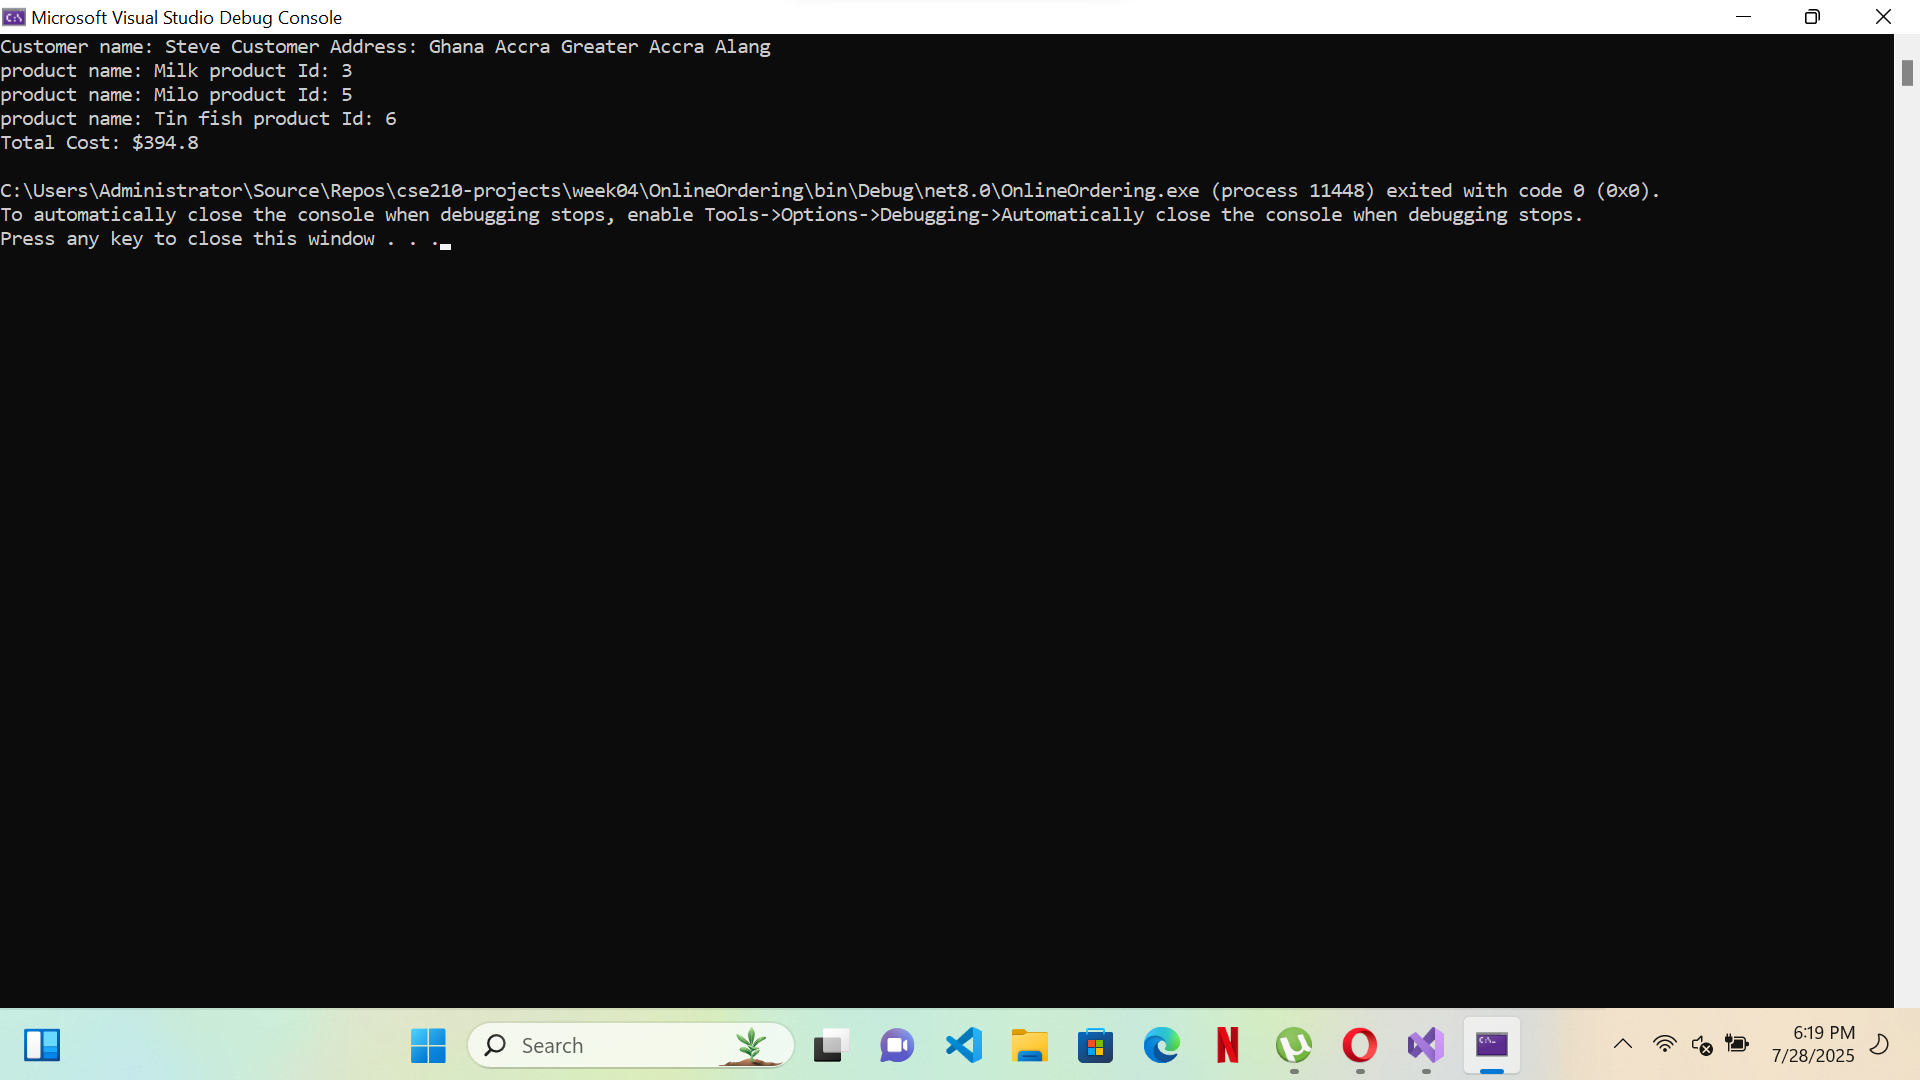 Microsoft Visual Studio Debug Console
Customer name: Steve Customer Address: Ghana Accra Greater Accra Alang
product name: Milk product Id: 3
product name: Milo product Id: 5
product name: Tin fish product Id: 6
Total Cost: $394.8
C:\Users\Administrator\Source\Repos\cse210-projects\week04\OnlineOrdering\bin\Debug\net8.0\OnlineOrdering.exe (process 11448) exited with code 0 (0x0).
To automatically close the console when debugging stops, enable Tools->Options->Debugging->Automatically close the console when debugging stops.
Press any key to close this window . . .
Search
6:19 PM
7/28/2025